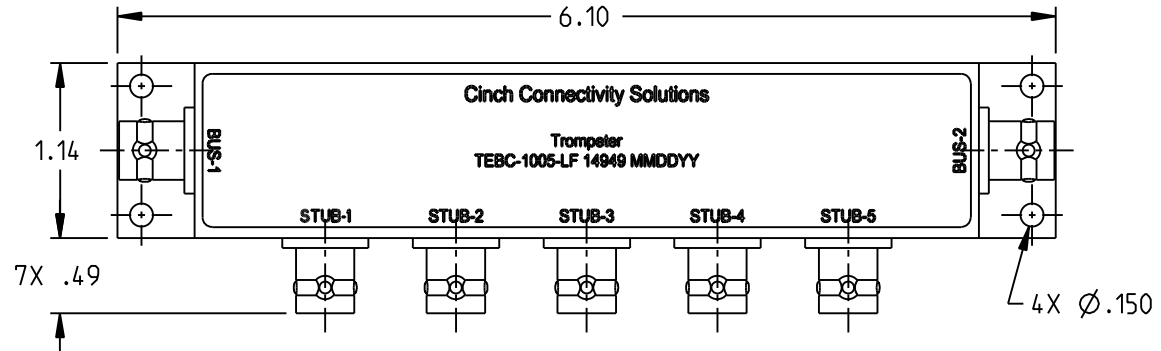 6.10
Cinch Connectivity Solutions
1.14
BUS-1
Trompeter
BUS-2
TEBC-1005-LF 14949 MMDDYY
STUB-1 STUB-2 STUB-3 STUB-4 STUB-5
7X .49
4X Ø.150